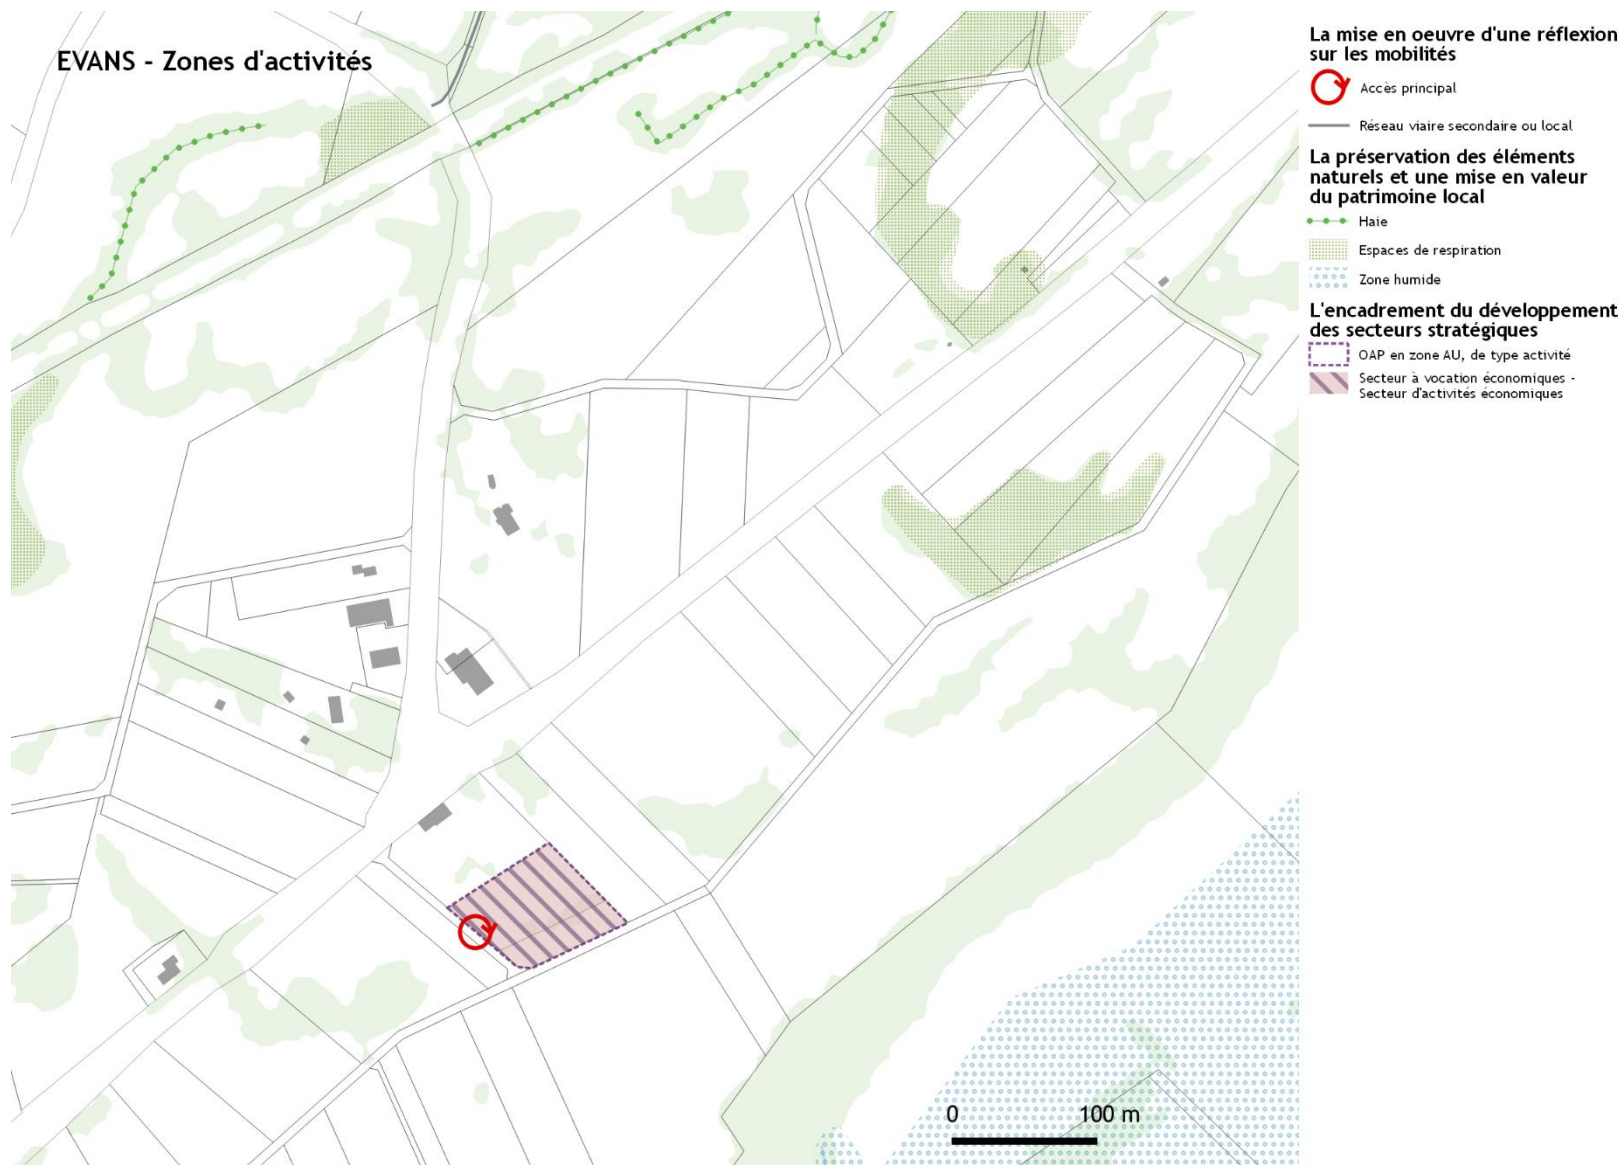 EVANS - Zones d'activités
La mise en oeuvre d'une réflexion
sur les mobilités
Accès principal
Réseau viaire secondaire ou local
La préservation des éléments
naturels et une mise en valeur
du patrimoine local
Haie
Espaces de respiration
Zone humide
L'encadrement du développement
des secteurs stratégiques
OAP en zone AU, de type activité
Secteur à vocation économiques -
Secteur d'activités économiques
0 100 m